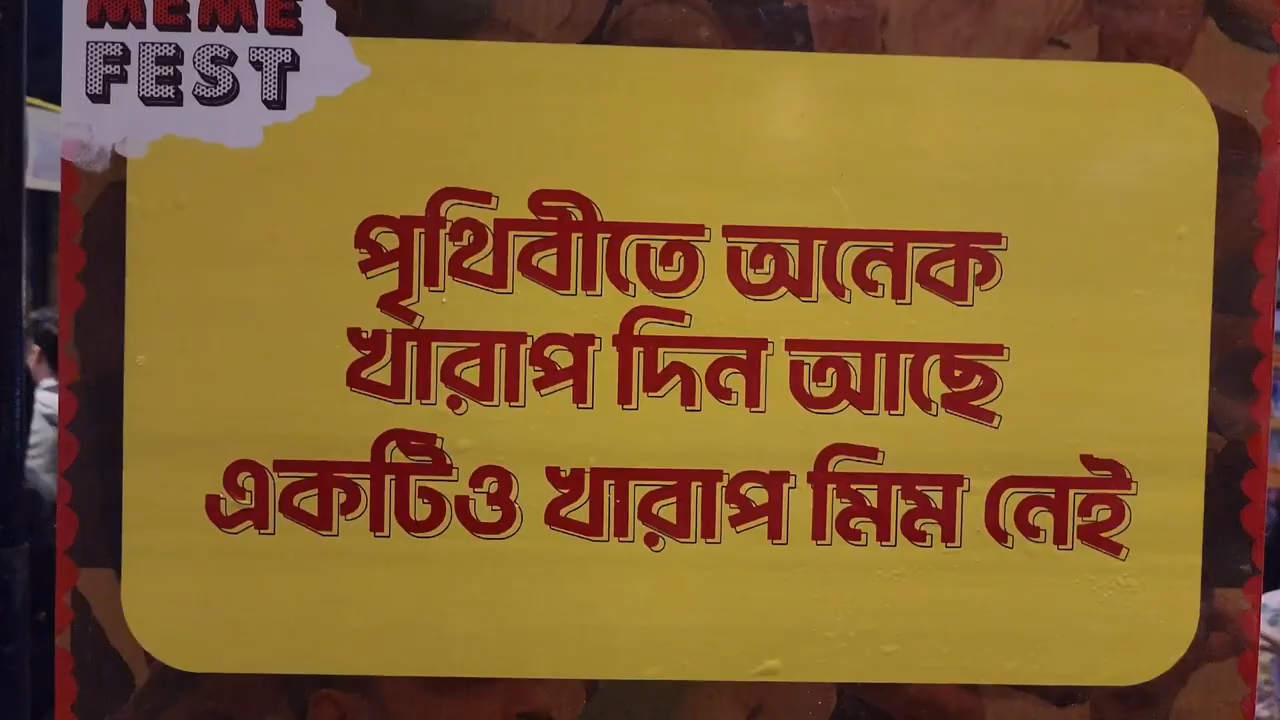 MEME
FEST
পৃথিবীতে অনেক
খারাপ দিন আছে
একটিও খারাপ মিম নেই